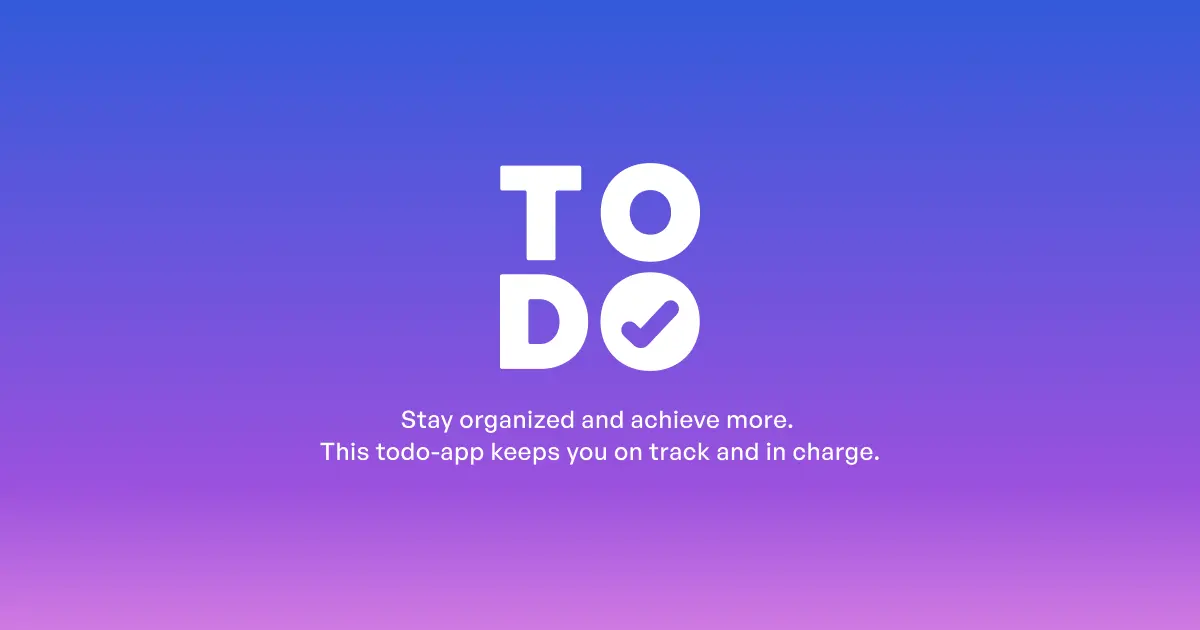 TO
DO
Stay organized and achieve more.
This todo-app keeps you on track and in charge.